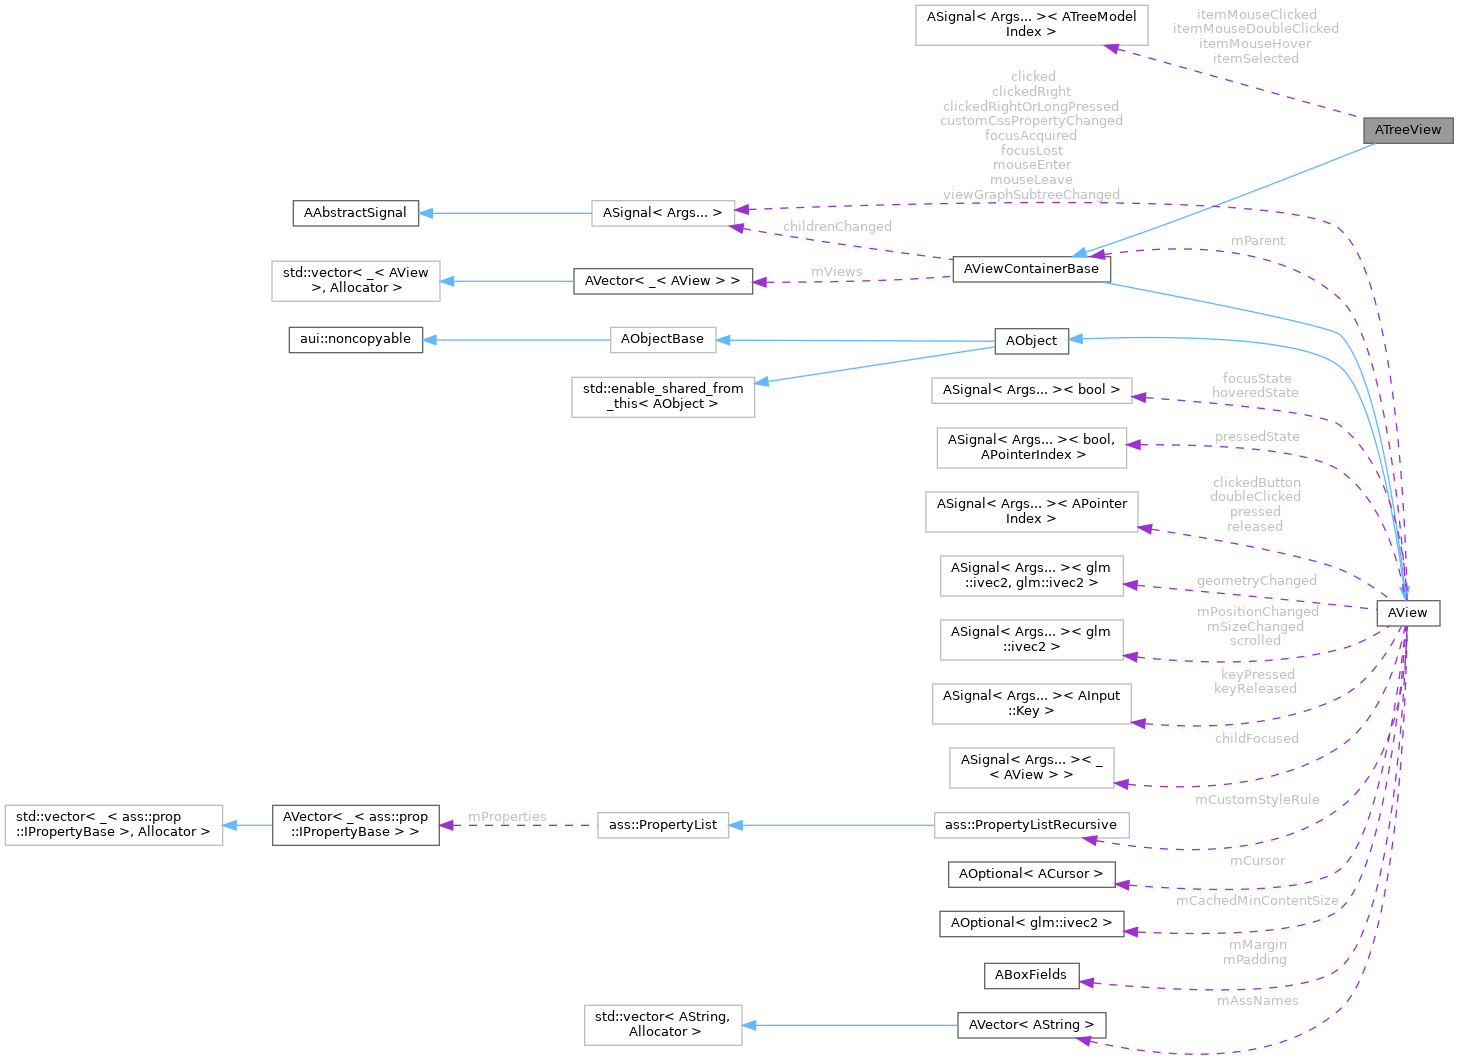 ASignal< Args... >< ATreeModel
Index >
itemMouseClicked
itemMouseDoubleClicked
itemMouseHover
itemSelected
ATreeView
clicked
clickedRight
clickedRightOrLongPressed
customCssPropertyChanged
focusAcquired
focusLost
mouseEnter
mouseLeave
viewGraphSubtreeChanged
AAbstractSignal
ASignal< Args... >
childrenChanged
mParent
std::vector< _< AView
>, Allocator >
AVector< _< AView > >
mViews
AViewContainerBase
aui::noncopyable
AObjectBase
AObject
std::enable_shared_from
_this< AObject >
ASignal< Args... >< bool >
focusState
hoveredState
ASignal< Args... >< bool,
APointerIndex >
pressedState
ASignal< Args... >< APointer
Index >
clickedButton
doubleClicked
pressed
released
ASignal< Args... >< glm
::ivec2, glm::ivec2 >
geometryChanged
AView
ASignal< Args... >< glm
::ivec2 >
mPositionChanged
mSizeChanged
scrolled
ASignal< Args... >< AInput
::Key >
keyPressed
keyReleased
ASignal< Args... >< _
< AView > >
childFocused
std::vector< _< ass::prop
::IPropertyBase >, Allocator >
AVector< _< ass::prop
::IPropertyBase > >
mProperties
ass::PropertyList
ass::PropertyListRecursive
mCustomStyleRule
AOptional< ACursor >
mCursor
AOptional< glm::ivec2 >
mCachedMinContentSize
ABoxFields
mMargin
mPadding
std::vector< AString,
Allocator >
AVector< AString >
mAssNames